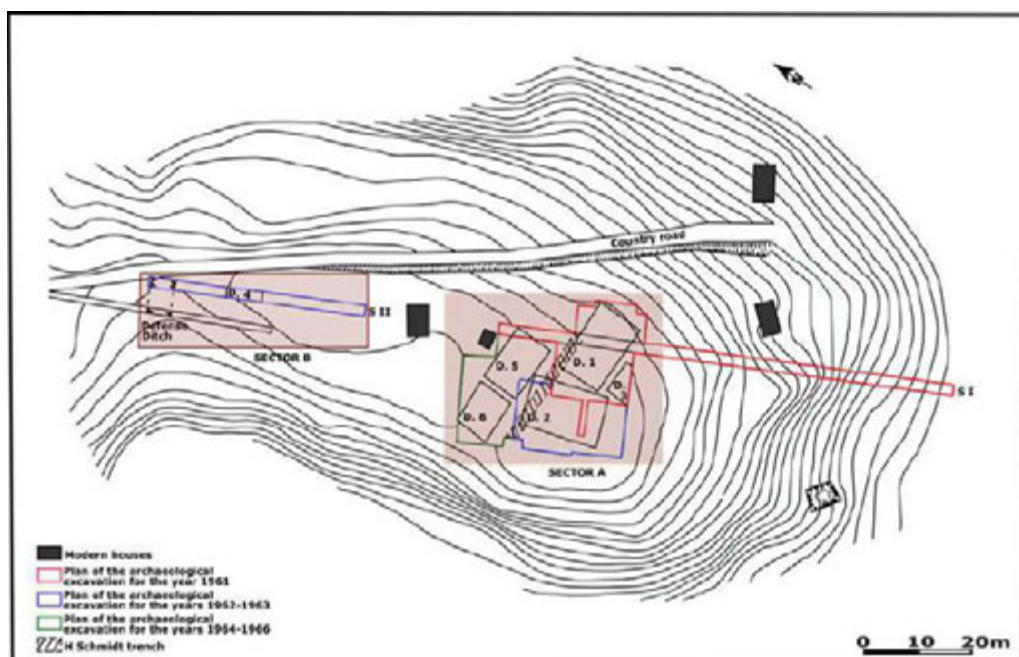 Country road
D. 4
S II
Defence
Ditch
SECTOR B
D. 5
D. 1
D. 6
D. 2
S I
SECTOR A
Modern houses
Plan of the archaeological
excavation for the year 1961
Plan of the archaeological
excavation for the years 1962-1963
Plan of the archaeological
excavation for the years 1964-1966
H Schmidt trench
0 10 20m